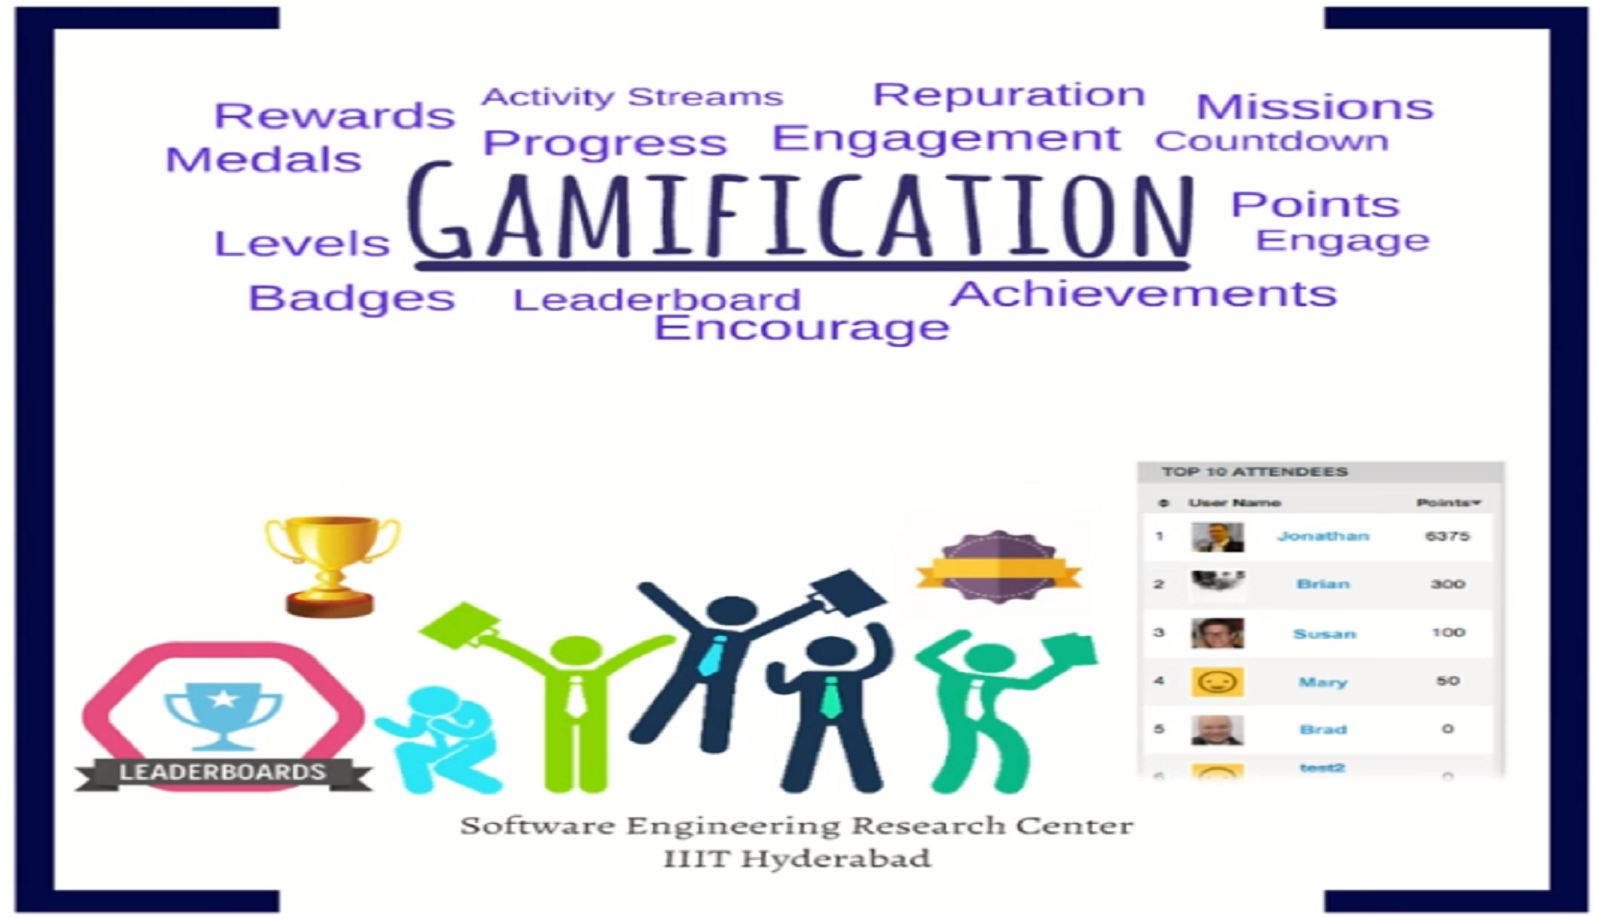 Activity Streams
Repuration
Missions
Rewards
Progress
Engagement
Countdown
Medals
GAMIFICATION
Points
Levels
Engage
Badges
Leaderboard
Achievements
Encourage
TOP 10 ATTENDEES
User Name Points
1 Jonathan 6375
2 Brian 300
3 Susan 100
4 Mary 50
5 Brad 0
6 test2 0
LEADERBOARDS
Software Engineering Research Center
IIIT Hyderabad